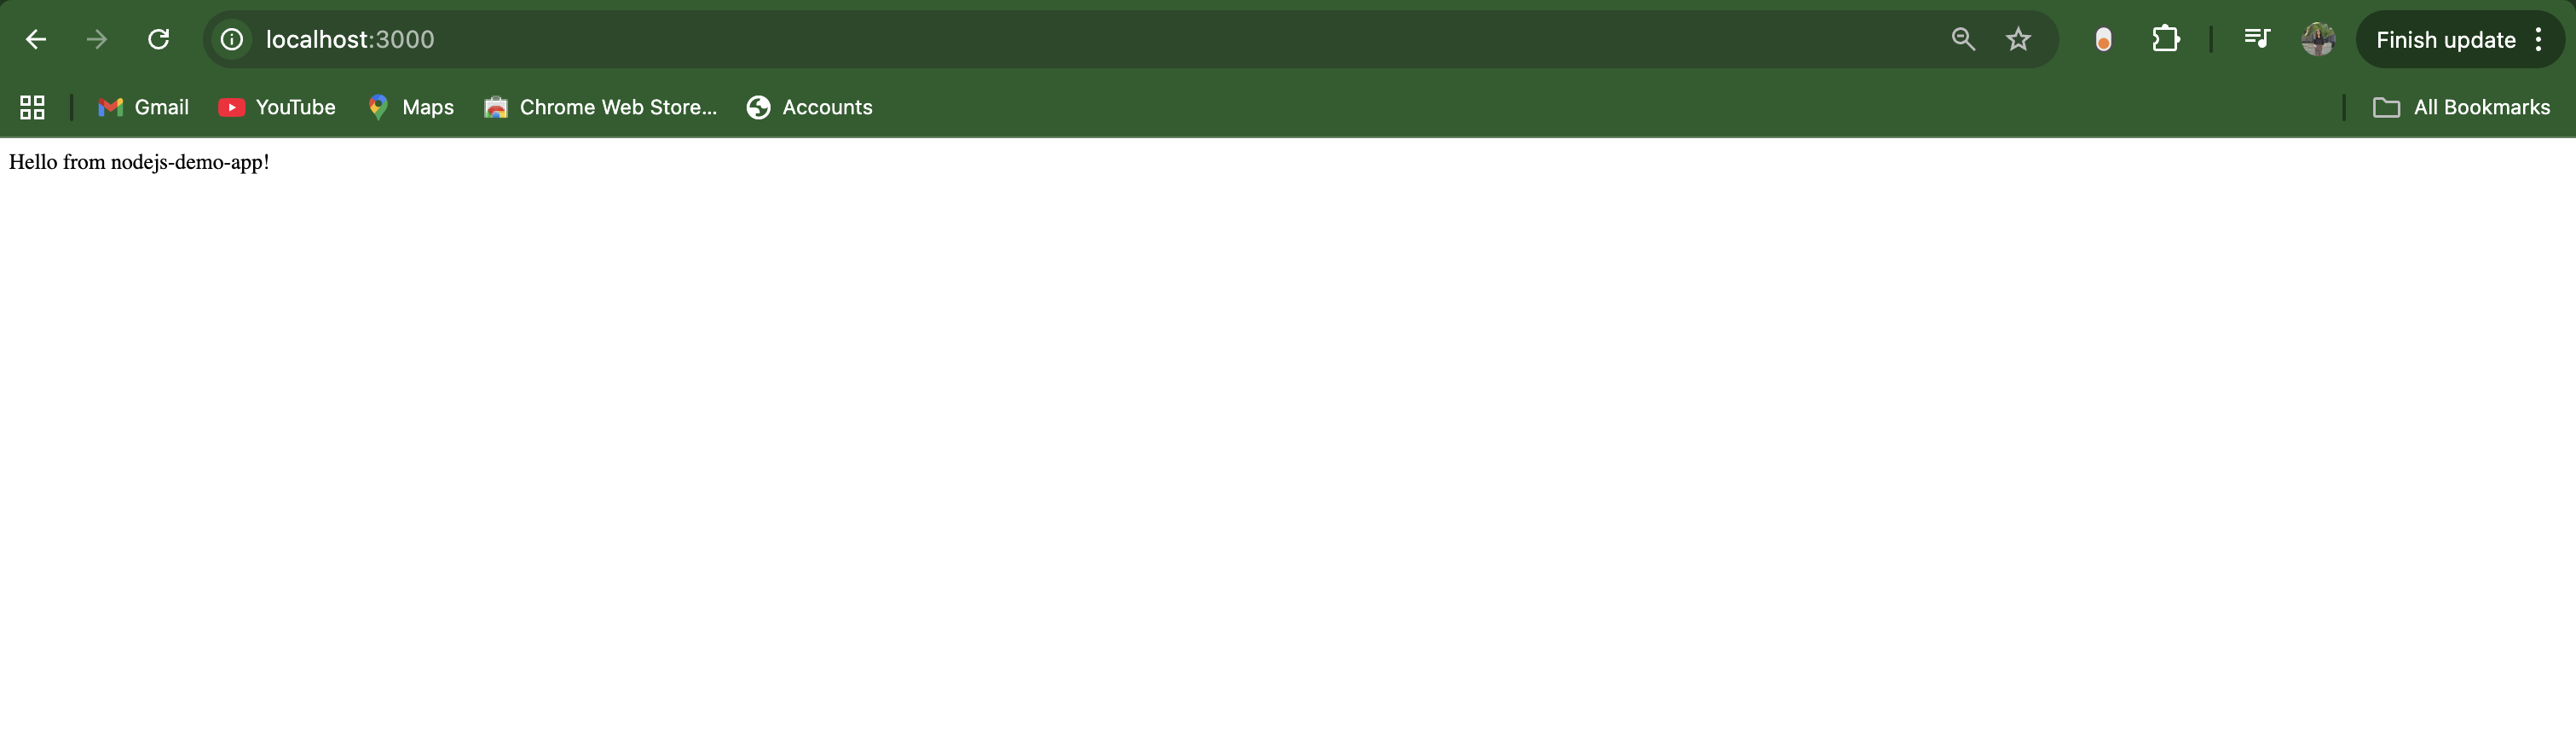 localhost:3000
Finish update
Gmail
YouTube
Maps
Chrome Web Store...
Accounts
All Bookmarks
Hello from nodejs-demo-app!